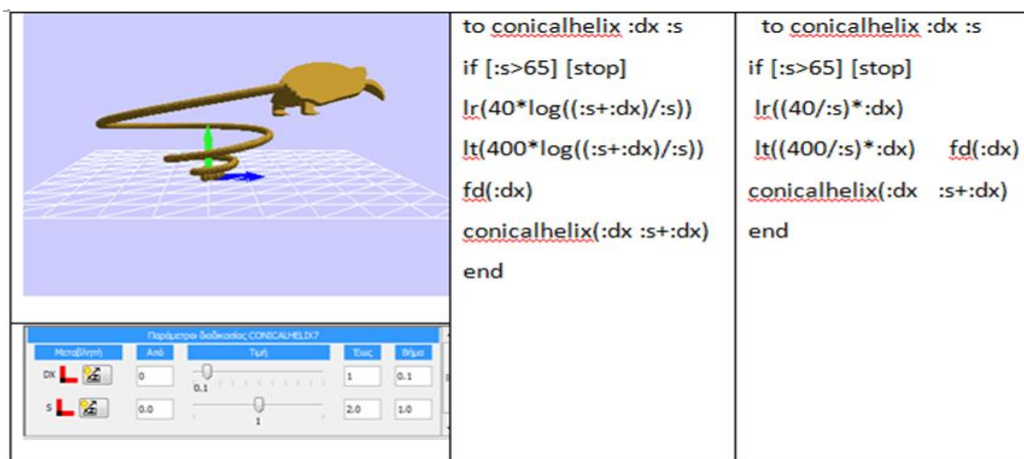 to conicalhelix :dx :s
if [:s>65] [stop]
lr(40*log((:s+:dx)/:s))
lt(400*log((:s+:dx)/:s))
fd(:dx)
conicalhelix(:dx :s+:dx)
end
to conicalhelix :dx :s
if [:s>65] [stop]
lr((40/:s)*:dx)
lt((400/:s)*:dx) fd(:dx)
conicalhelix(:dx :s+:dx)
end
Παράμετροι διαδικασίας CONICALHELIX7
Μεταβλητή Από Τιμή Έως Βήμα
DX 0 0.1 1 0.1
S 0.0 1 2.0 1.0